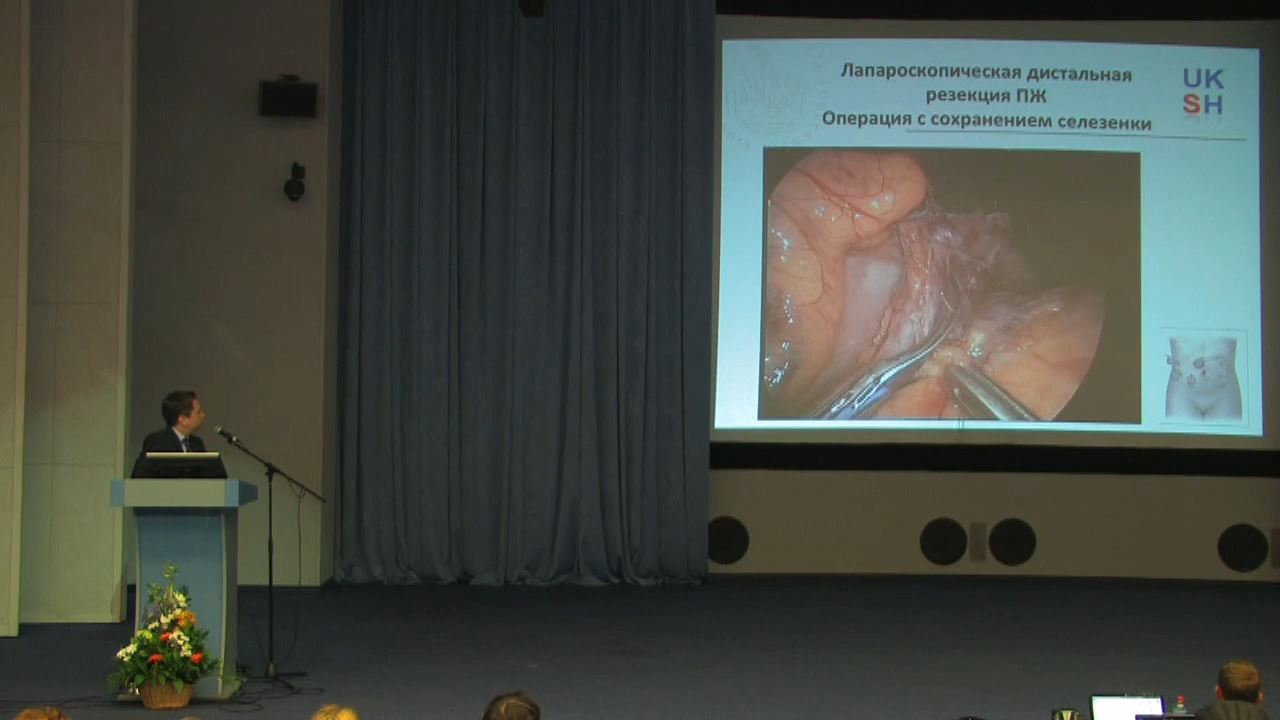 Лапароскопическая дистальная
резекция ПЖ
Операция с сохранением селезенки
UK
SH